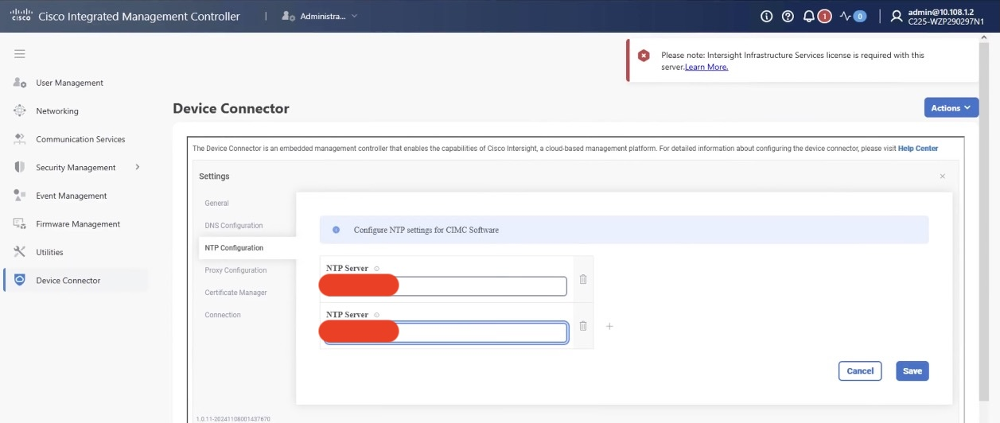 CISCO
Cisco Integrated Management Controller
Administra...
1
0
admin@10.108.1.2
C225-WZP290297N1
Please note: Intersight Infrastructure Services license is required with this
server.Learn More.
User Management
Networking
Communication Services
Security Management
Event Management
Firmware Management
Utilities
Device Connector
Device Connector
Actions
The Device Connector is an embedded management controller that enables the capabilities of Cisco Intersight, a cloud-based management platform. For detailed information about configuring the device connector, please visit Help Center
Settings
General
DNS Configuration
NTP Configuration
Proxy Configuration
Certificate Manager
Connection
Configure NTP settings for CIMC Software
NTP Server
NTP Server
Cancel
Save
1.0.11-20241108001437670